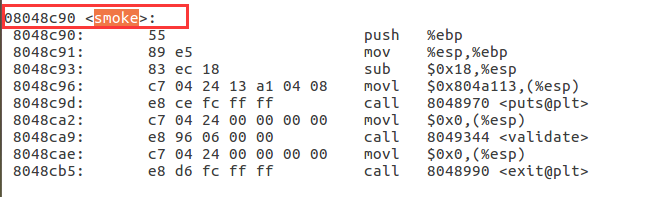 08048c90 <smoke>:
 8048c90:	55                   	push   %ebp
 8048c91:	89 e5                	mov    %esp,%ebp
 8048c93:	83 ec 18             	sub    $0x18,%esp
 8048c96:	c7 04 24 13 a1 04 08 	movl   $0x804a113,(%esp)
 8048c9d:	e8 ce fc ff ff       	call   8048970 <puts@plt>
 8048ca2:	c7 04 24 00 00 00 00 	movl   $0x0,(%esp)
 8048ca9:	e8 96 06 00 00       	call   8049344 <validate>
 8048cae:	c7 04 24 00 00 00 00 	movl   $0x0,(%esp)
 8048cb5:	e8 d6 fc ff ff       	call   8048990 <exit@plt>